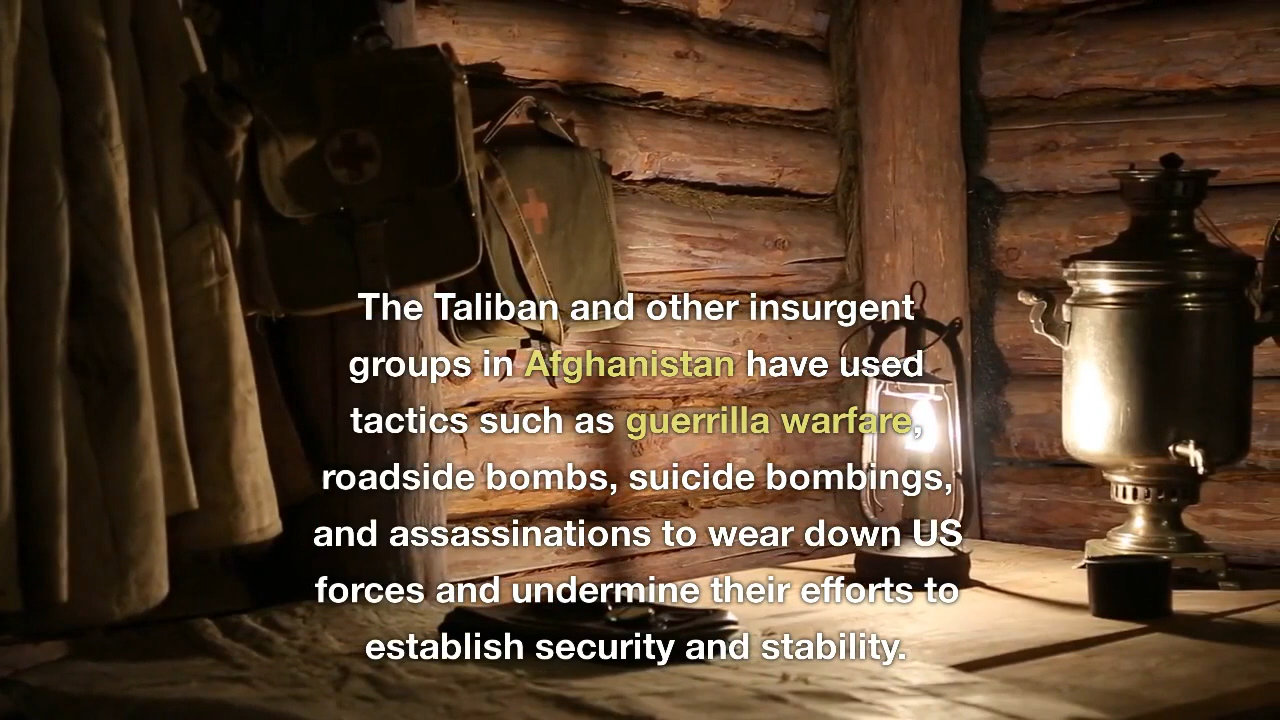 The Taliban and other insurgent
groups in Afghanistan have used
tactics such as guerrilla warfare,
roadside bombs, suicide bombings,
and assassinations to wear down US
forces and undermine their efforts to
establish security and stability.